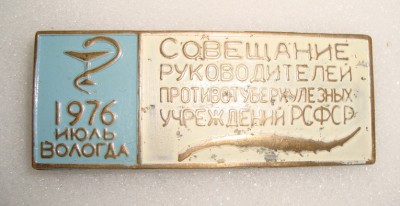 1976
ИЮЛЬ
ВОЛОГДА
СОВЕЩАНИЕ
РУКОВОДИТЕЛЕЙ
ПРОТИВОТУБЕРКУЛЕЗНЫХ
УЧРЕЖДЕНИЙ РСФСР